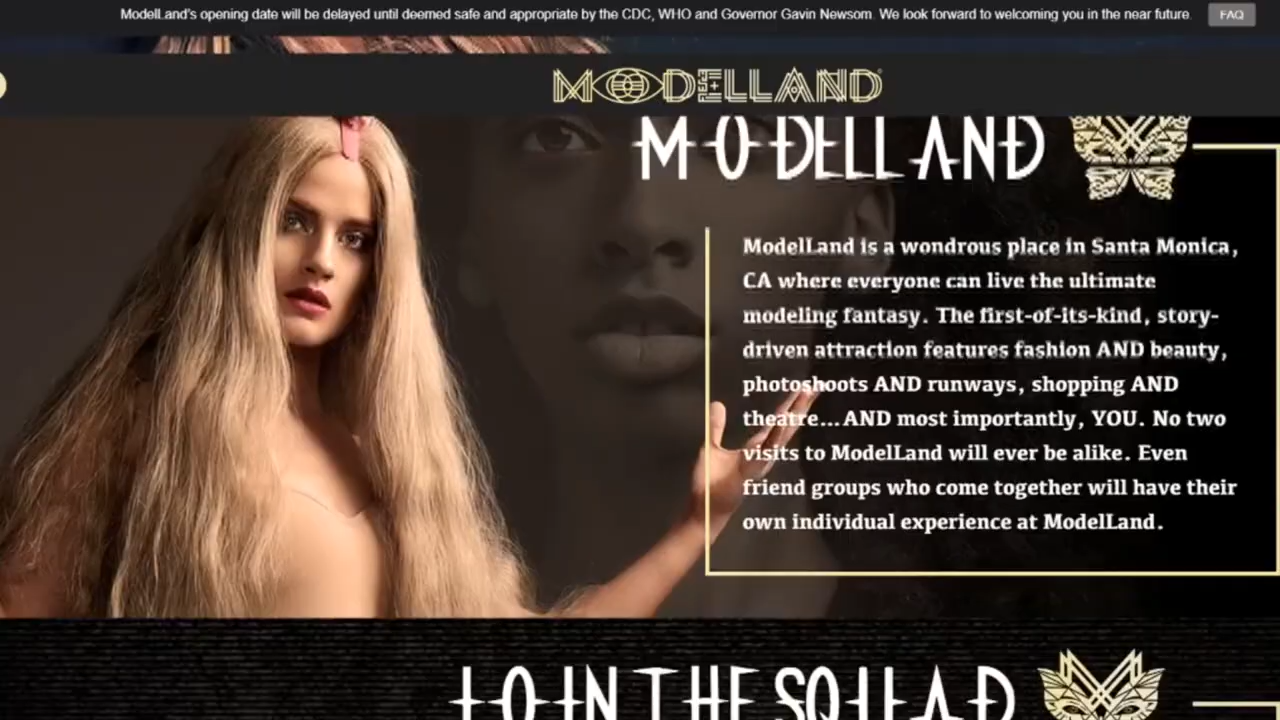 ModelLand's opening date will be delayed until deemed safe and appropriate by the CDC, WHO and Governor Gavin Newsom. We look forward to welcoming you in the near future. FAQ
MODELLAND
MODELLAND
ModelLand is a wondrous place in Santa Monica,
CA where everyone can live the ultimate
modeling fantasy. The first-of-its-kind, story-
driven attraction features fashion AND beauty,
photoshoots AND runways, shopping AND
theatre...AND most importantly, YOU. No two
visits to ModelLand will ever be alike. Even
friend groups who come together will have their
own individual experience at ModelLand.
JOIN THE SQUAD